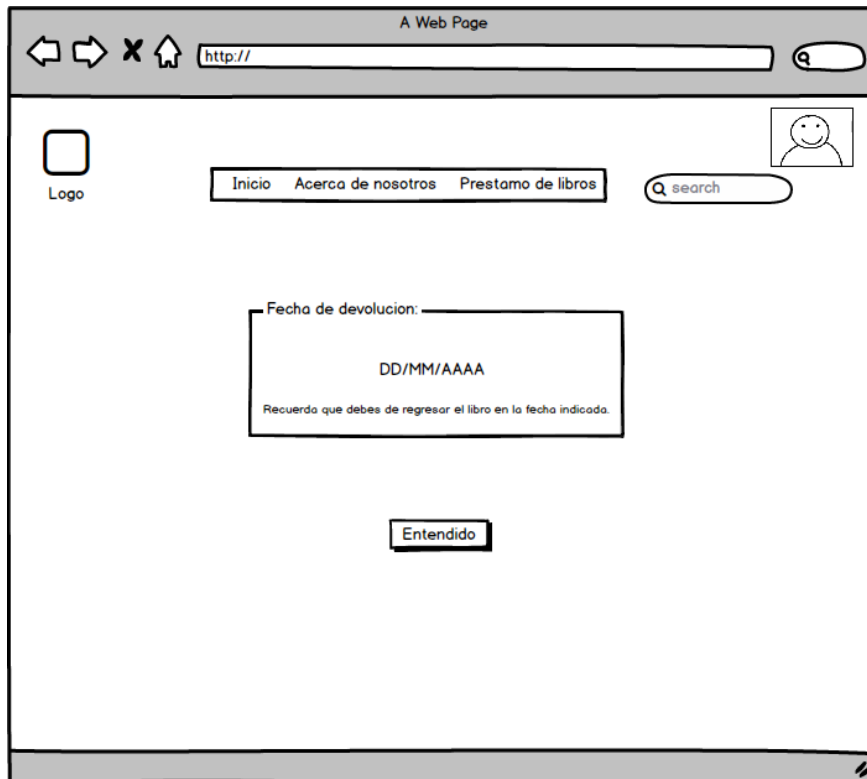 A Web Page
http://
Logo
Inicio Acerca de nosotros Prestamo de libros
search
Fecha de devolucion:
DD/MM/AAAA
Recuerda que debes de regresar el libro en la fecha indicada.
Entendido